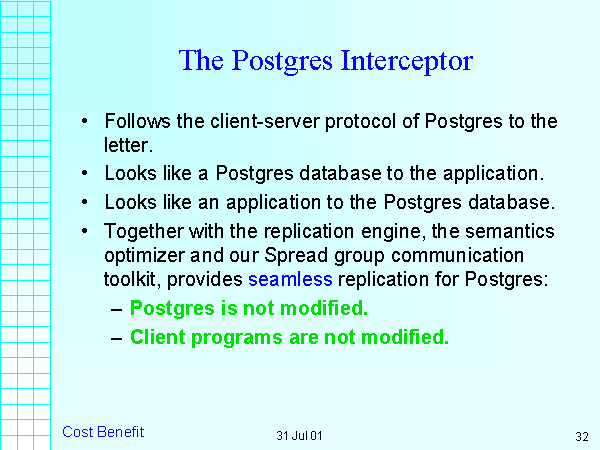 The Postgres Interceptor
• Follows the client-server protocol of Postgres to the
letter.
• Looks like a Postgres database to the application.
• Looks like an application to the Postgres database.
• Together with the replication engine, the semantics
optimizer and our Spread group communication
toolkit, provides seamless replication for Postgres:
– Postgres is not modified.
– Client programs are not modified.
Cost Benefit
31 Jul 01
32